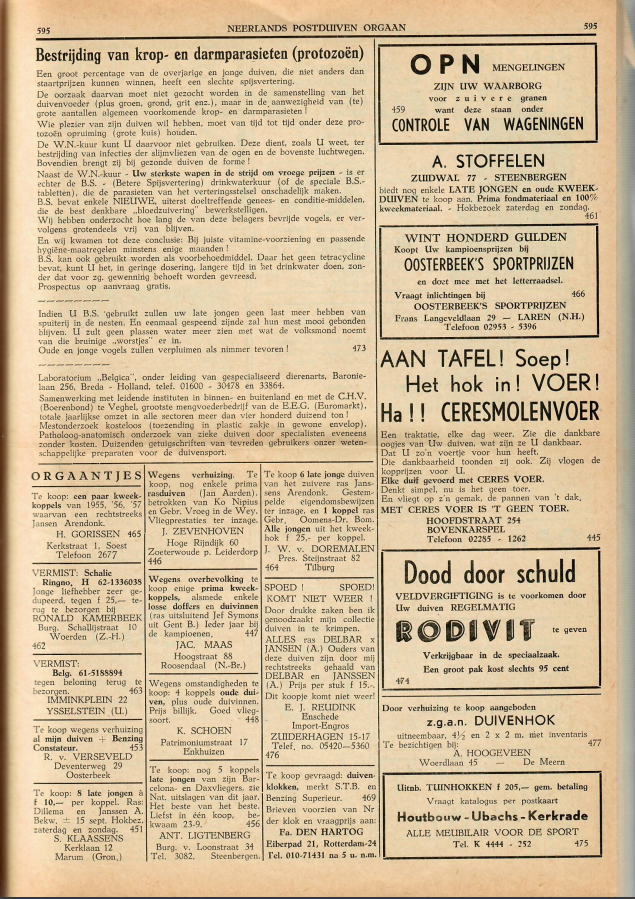 595
NEERLANDS POSTDUIVEN ORGAAN
595
Bestrijding van krop- en darmparasieten (protozoën)
Een groot percentage van de overjarige en jonge duiven, die niet anders dan
staartprijzen kunnen winnen, heeft een slechte spijsvertering.
De oorzaak daarvan moet niet gezocht worden in de samenstelling van het
duivenvoeder (plus groen, grond, grit enz.), maar in de aanwezigheid van (te)
grote aantallen algemeen voorkomende krop- en darmparasieten !
Wie plezier van zijn duiven wil hebben, moet van tijd tot tijd onder deze pro-
tozoën opruiming (grote kuis) houden.
De W.N.-kuur kunt U daarvoor niet gebruiken. Deze dient, zoals U weet, ter
bestrijding van infecties der slijmvliezen van de ogen en de bovenste luchtwegen.
Bovendien brengt zij bij gezonde duiven de forme !
Naast de W.N.-kuur - Uw sterkste wapen in de strijd om vroege prijzen - is er
echter de B.S. - (Betere Spijsvertering) drinkwaterkuur (of de speciale B.S.-
tabletten), die de parasieten van het verteringsstelsel onschadelijk maken.
B.S. bevat enkele NIEUWE, uiterst doeltreffende genees- en conditie-middelen,
die de best denkbare „bloedzuivering" bewerkstelligen.
Wij hebben onderzocht hoe lang de van deze belagers bevrijde vogels, er ver-
volgens grotendeels vrij van blijven.
En wij kwamen tot deze conclusie: Bij juiste vitamine-voorziening en passende
hygiëne-maatregelen minstens enige maanden !
B.S. kan ook gebruikt worden als voorbehoedmiddel. Daar het geen tetracycline
bevat, kunt U het, in geringe dosering, langere tijd in het drinkwater doen, zon-
der dat voor zg. gewenning behoeft worden gevreesd.
Prospectus op aanvraag gratis.
Indien U B.S. gebruikt zullen uw late jongen geen last meer hebben van
spuiterij in de nesten. En eenmaal gespeend zijnde zal hun mest mooi gebonden
blijven. U zult geen plassen water meer zien met wat de volksmond noemt
van die bruinige „worstjes" er in.
Oude en jonge vogels zullen verpluimen als nimmer tevoren ! 473
Laboratorium „Belgica", onder leiding van gespecialiseerd dierenarts, Baronie-
laan 256, Breda - Holland, telef. 01600 - 30478 en 33864.
Samenwerking met leidende instituten in binnen- en buitenland en met de C.H.V.
(Boerenbond) te Veghel, grootste mengvoederbedrijf van de E.E.G. (Euromarkt),
totale jaarlijkse omzet in alle sectoren meer dan vier honderd duizend ton !
Mestonderzoek kosteloos (toezending in plastic zakje in gewone envelop).
Patholoog-anatomisch onderzoek van zieke duiven door specialisten eveneens
zonder kosten. Duizenden getuigschriften van tevreden gebruikers onzer weten-
schappelijke preparaten voor de duivensport.
ORGAANTJES
Te koop: een paar kweek-
koppels van 1955, '56, '57
waarvan een rechtstreeks
Jansen Arendonk.
H. GORISSEN 465
Kerkstraat 1, Soest
Telefoon 2677
VERMIST: Schalie
Ringno, H 62-1336038
Jonge liefhebber zeer ge-
dupeerd, tegen f 25,— te-
rug te bezorgen bij
RONALD KAMERBEEK
Burg. Schalijstraat 10
Woerden (Z.-H.)
462
VERMIST:
Belg. 61-5188894
tegen beloning terug te
bezorgen. 463
IMMINKPLEIN 22
YSSELSTEIN (U.)
Te koop wegens verhuizing
al mijn duiven + Benzing
Constateur. 453
R. v. VERSEVELD
Deventerweg 29
Oosterbeek
Te koop: 8 late jongen à
f 10,— per koppel. Ras:
Dillema en Janssen A.
Bekw. ± 15 sept. Hokbez.
zaterdag en zondag. 451
S. KLAASSENS
Kerklaan 12
Marum (Gron,)
Wegens verhuizing. Te
koop, nog enkele prima
rasduiven (Jan Aarden),
betrokken van Ko Nipius
en Gebr. Vroeg in de Wey.
Vliegprestaties ter inzage.
J. ZEVENHOVEN
Hoge Rijndijk 60
Zoeterwoude p. Leiderdorp
446
Wegens overbevolking te
koop enige prima kweek-
koppels, alsmede enkele
losse doffers en duivinnen
(ras uitsluitend Jef Symons
uit Gent B.) Ieder jaar bij
de kampioenen, 447
JAC. MAAS
Hoogstraat 88
Roosendaal (N.-Br.)
Wegens omstandigheden te
koop: 4 koppels oude dui-
ven, plus oude duivinnen.
Prijs billijk. Goed vlieg-
soort. - 448
K. SCHOEN
Patrimoniumstraat 17
Enkhuizen
Te koop: nog 5 koppels
late jongen van zijn Bar-
celona- en Daxvliegers. zie
Nat. uitslagen van dit jaar.
Het beste van het beste.
Liefst in één koop, be-
kwaam 23-9. 456
ANT. LIGTENBERG
Burg. v. Loonstraat 34
Tel. 3082, Steenbergen.
Te koop 6 late jonge duiven
van het zuivere ras Jans-
sens Arendonk. Gestem-
pelde eigendomsbewijzen
ter inzage, en 1 koppel ras
Gebr, Oomens-Dr. Bom.
Alle jongen uit het kweek-
hok f 25,- per koppel.
J. W. v. DOREMALEN
Pres. Steijnstraat 82
464 Tilburg
SPOED ! SPOED!
KOMT NIET WEER !
Door drukke zaken ben ik
genoodzaakt mijn collectie
duiven in te krimpen.
ALLES ras DELBAR x
JANSEN (A.) Ouders van
deze duiven zijn door mij
rechtstreeks gehaald van
DELBAR en JANSSEN
(A.) Prijs per stuk f 15,-.
Dit koopje komt niet weer!
E. J. REUDINK
Enschede
Import-Engros
ZUIDERHAGEN 15-17
Telef, no. 05420—5360
476
Te koop gevraagd: duiven-
klokken, merkt S.T.B. en
Benzing Superieur. 469
Brieven voorzien van Nr
der klok en vraagprijs aan:
Fa. DEN HARTOG
Eiberpad 21, Rotterdam-24
Tel. 010-71431 na 5 u. n.m.
OPN MENGELINGEN
ZIJN UW WAARBORG
voor zuivere granen
459 want deze staan onder
CONTROLE VAN WAGENINGEN
A. STOFFELEN
ZUIDWAL 77 - STEENBERGEN
biedt nog enkele LATE JONGEN en oude KWEEK-
DUIVEN te koop aan. Prima fondmateriaal en 100%
kweekmateriaal. - Hokbezoek zaterdag en zondag.
461
WINT HONDERD GULDEN
Koopt Uw kampioensprijzen bij
OOSTERBEEK'S SPORTPRIJZEN
en doet mee met het letterraadsel.
Vraagt inlichtingen bij 466
OOSTERBEEK'S SPORTPRIJZEN
Frans Langeveldlaan 29 — LAREN (N.H.)
Telefoon 02953 - 5396
AAN TAFEL! Soep!
Het hok in! VOER!
Ha!! CERESMOLENVOER
Een traktatie, elke dag weer. Zie die dankbare
oogjes van Uw duiven, wat zijn ze U dankbaar.
Dat U zo'n voertje voor hun heeft.
Die dankbaarheid toonden zij ook. Zij vlogen de
kopprijzen voor U.
Elke duif gevoerd met CERES VOER.
Denkt simpel, nu is het geen toer.
En vliegt op z'n gemak, de pannen van 't dak,
MET CERES VOER IS 'T GEEN TOER.
HOOFDSTRAAT 254
BOVENKARSPEL
Telefoon 02285 - 1262 445
Dood door schuld
VELDVERGIFTIGING is te voorkomen door
Uw duiven REGELMATIG
RODIVIT te geven
Verkrijgbaar in de speciaalzaak.
Een groot pak kost slechts 95 cent
474
Door verhuizing te koop aangeboden
z.g.a.n. DUIVENHOK
uitneembaar, 4½ en 2 x 2 m. met inventaris
Te bezichtigen bij: 477
A. HOOGEVEEN
Woerdlaan 45 — De Meern
Uitnb. TUINHOKKEN f 205,— gem. betaling
Vraagt katalogus per postkaart
Houtbouw-Ubachs-Kerkrade
ALLE MEUBILAIR VOOR DE SPORT
Tel. K 4444 - 252 475